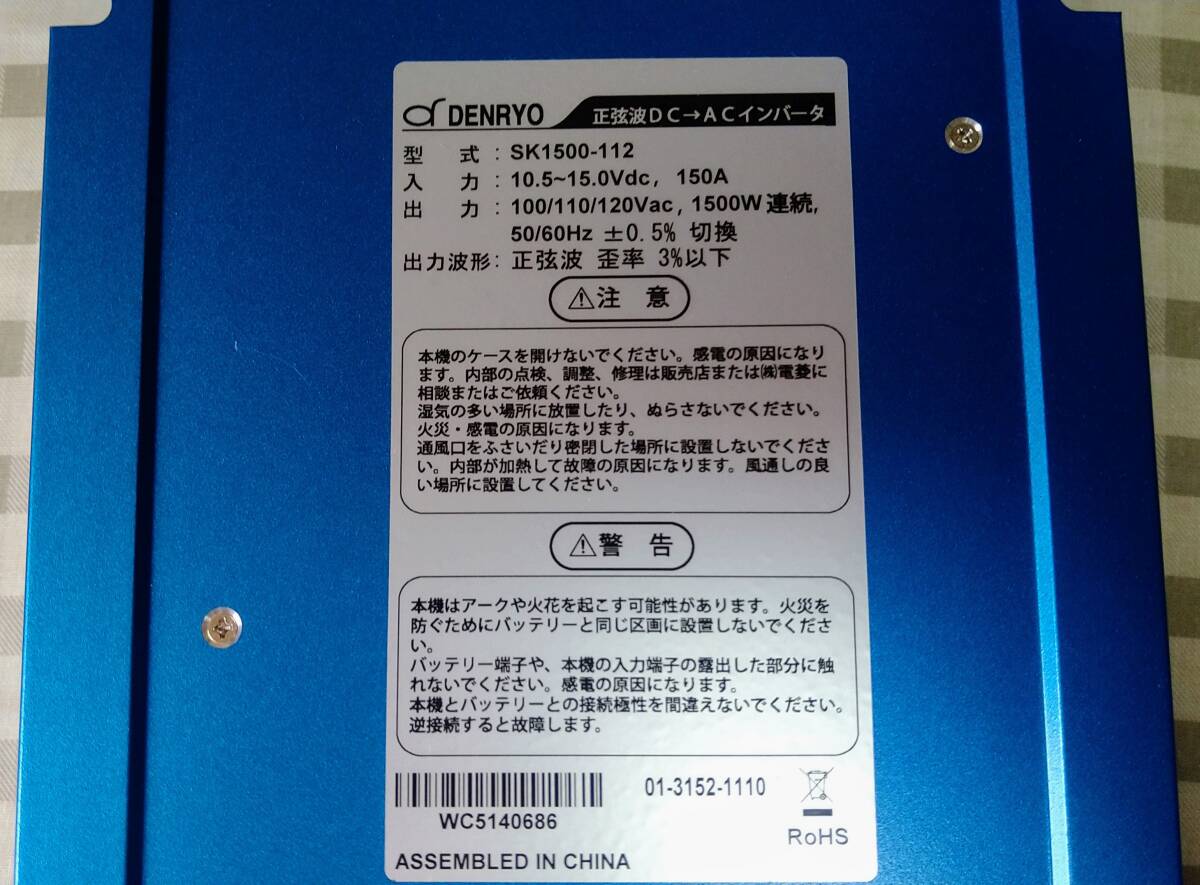 DENRYO 正弦波DC→ACインバータ
型 式 : SK1500-112
入 力 : 10.5~15.0Vdc, 150A
出 力 : 100/110/120Vac, 1500W 連続,
50/60Hz ±0.5% 切換
出力波形: 正弦波 歪率 3%以下
⚠注 意
本機のケースを開けないでください。感電の原因になり
ます。内部の点検、調整、修理は販売店または㈱電菱に
相談またはご依頼ください。
湿気の多い場所に放置したり、ぬらさないでください。
火災・感電の原因になります。
通風口をふさいだり密閉した場所に設置しないでくださ
い。内部が加熱して故障の原因になります。風通しの良
い場所に設置してください。
⚠警 告
本機はアークや火花を起こす可能性があります。火災を
防ぐためにバッテリーと同じ区画に設置しないでくださ
い。
バッテリー端子や、本機の入力端子の露出した部分に触
れないでください。感電の原因になります。
本機とバッテリーとの接続極性を間違えないでください。
逆接続すると故障します。
01-3152-1110
WC5140686
RoHS
ASSEMBLED IN CHINA